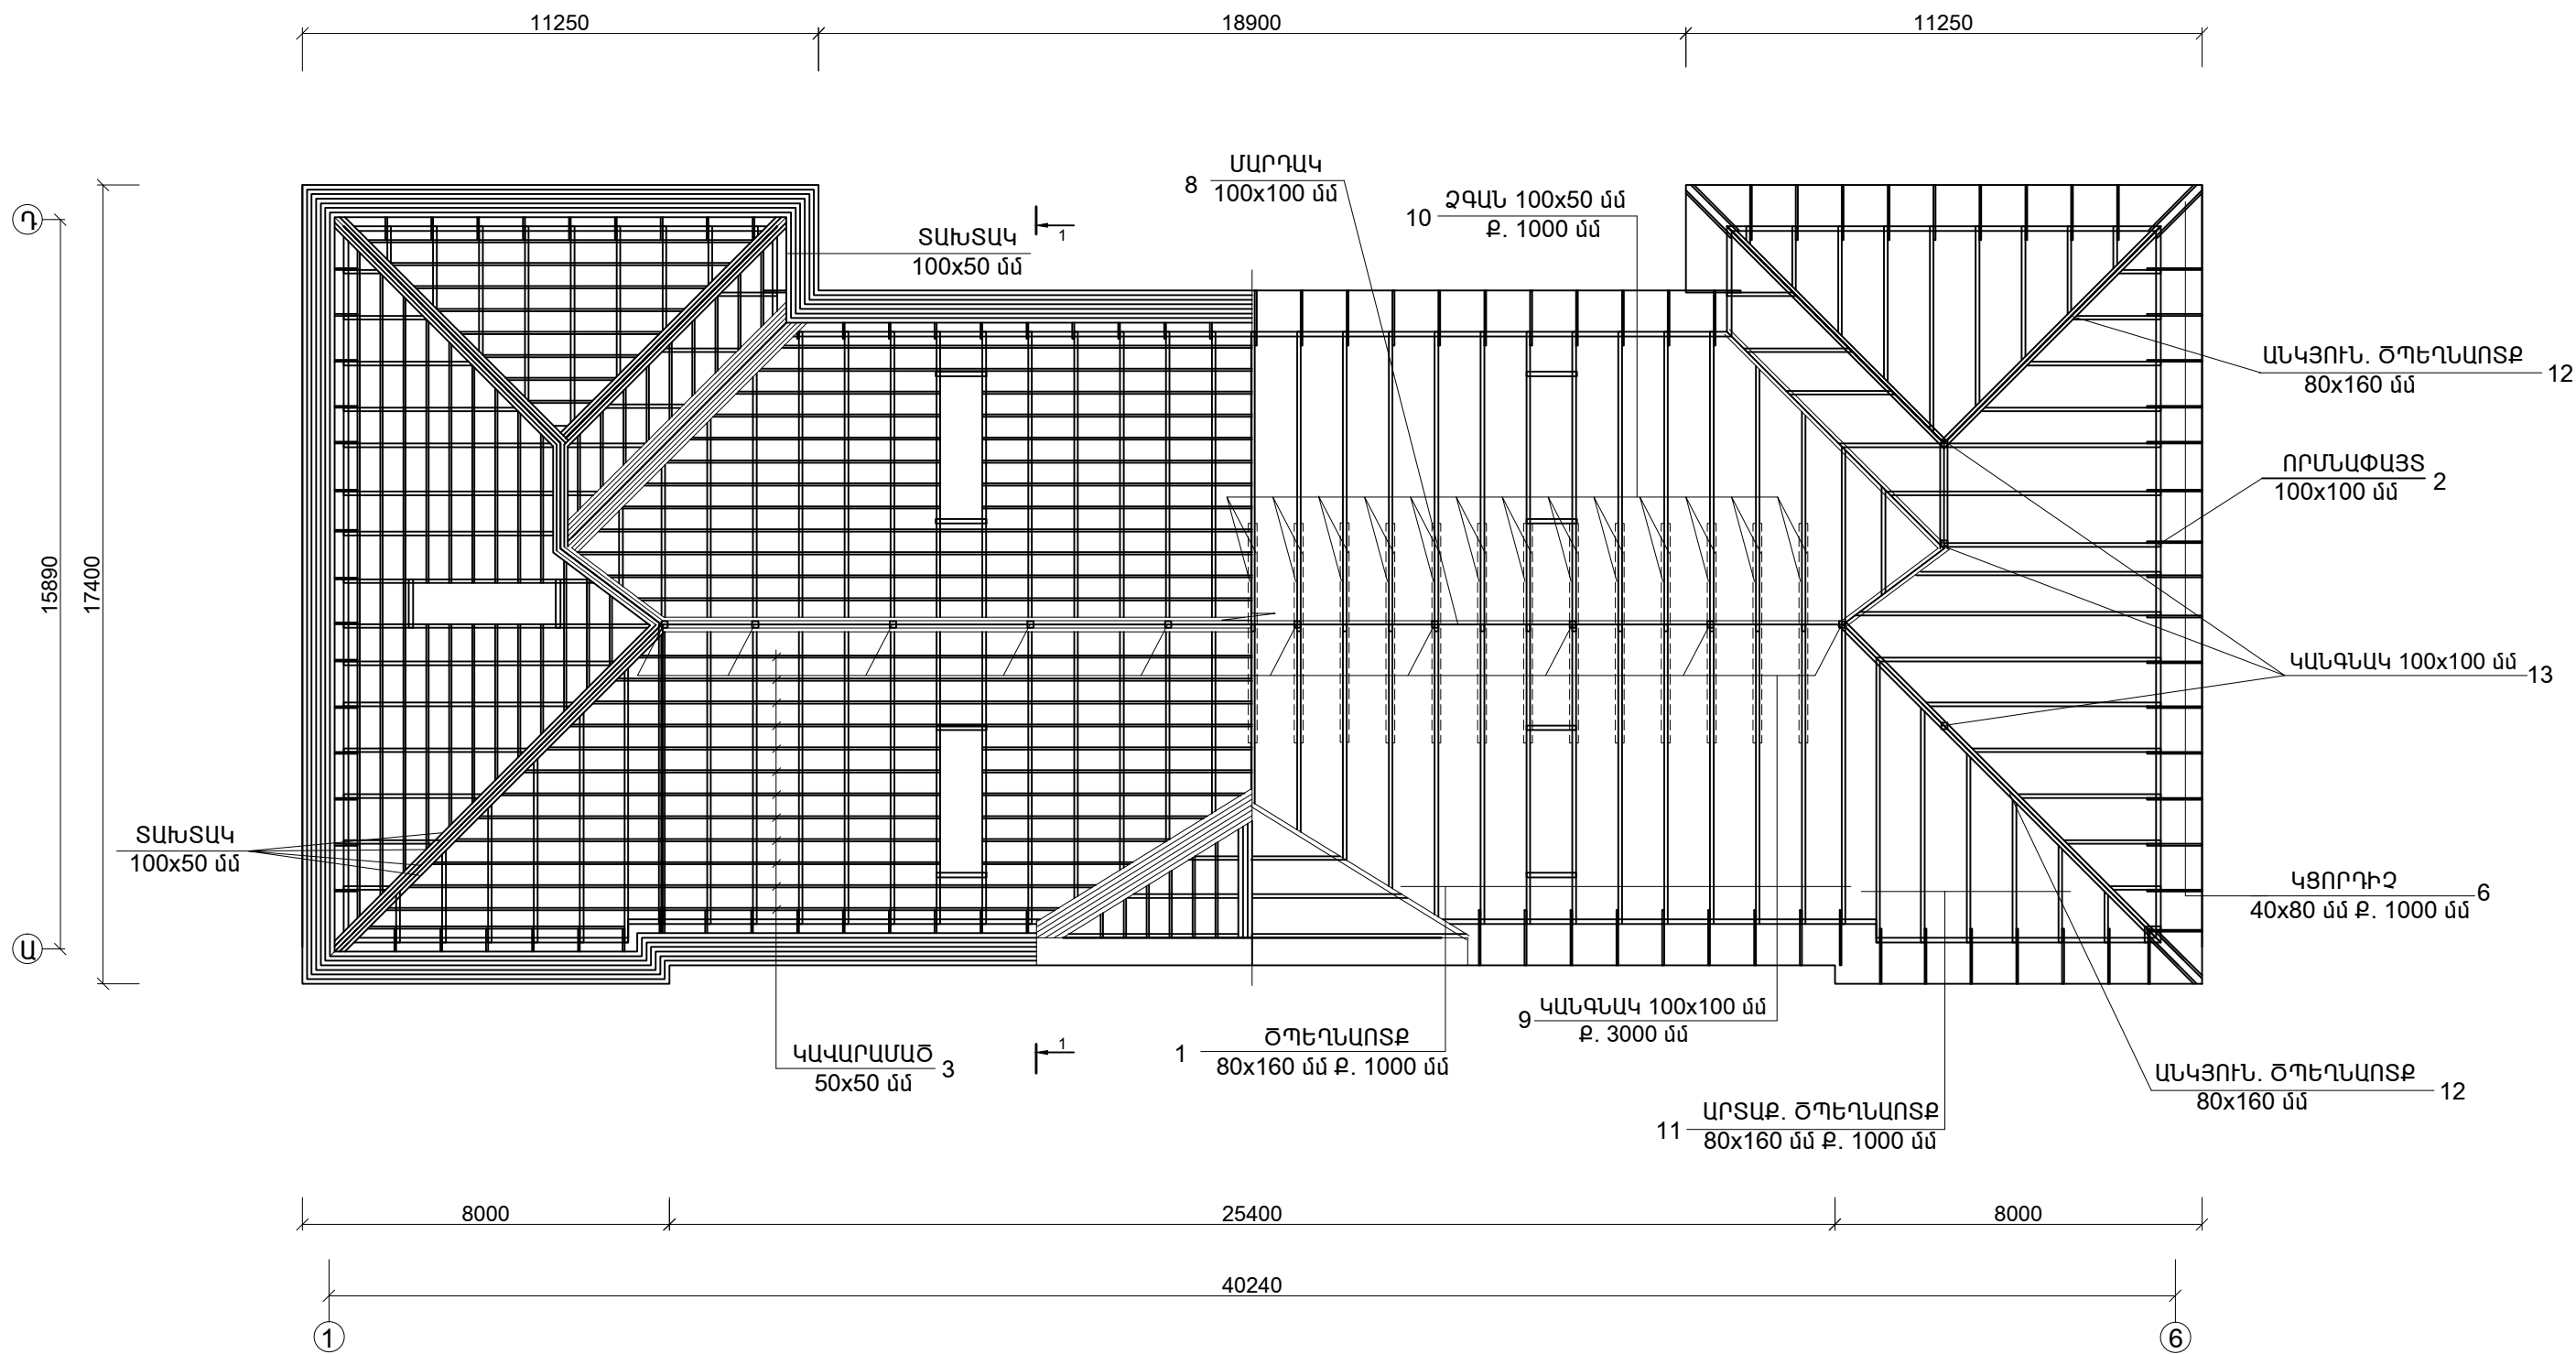 11250
18900
11250
ՄԱՐԴԱԿ
8
100x100 մմ
ՁԳԱՆ 100x50 մմ
10
Ք. 1000 մմ
Դ
ՏԱԽՏԱԿ
100x50 մմ
1
ԱՆԿՅՈՒՆ. ԾՊԵՂՆԱՈՏՔ
80x160 մմ
12
ՈՐՄՆԱՓԱՅՏ
100x100 մմ
2
15890
17400
ԿԱՆԳՆԱԿ 100x100 մմ
13
ՏԱԽՏԱԿ
100x50 մմ
ԿՑՈՐԴԻՉ
6
40x80 մմ Ք. 1000 մմ
Ա
ԿԱՎԱՐԱՄԱԾ
3
50x50 մմ
1
1
ԾՊԵՂՆԱՈՏՔ
80x160 մմ Ք. 1000 մմ
9
ԿԱՆԳՆԱԿ 100x100 մմ
Ք. 3000 մմ
ԱՆԿՅՈՒՆ. ԾՊԵՂՆԱՈՏՔ
12
80x160 մմ
11
ԱՐՏԱՔ. ԾՊԵՂՆԱՈՏՔ
80x160 մմ Ք. 1000 մմ
8000
25400
8000
40240
1
6